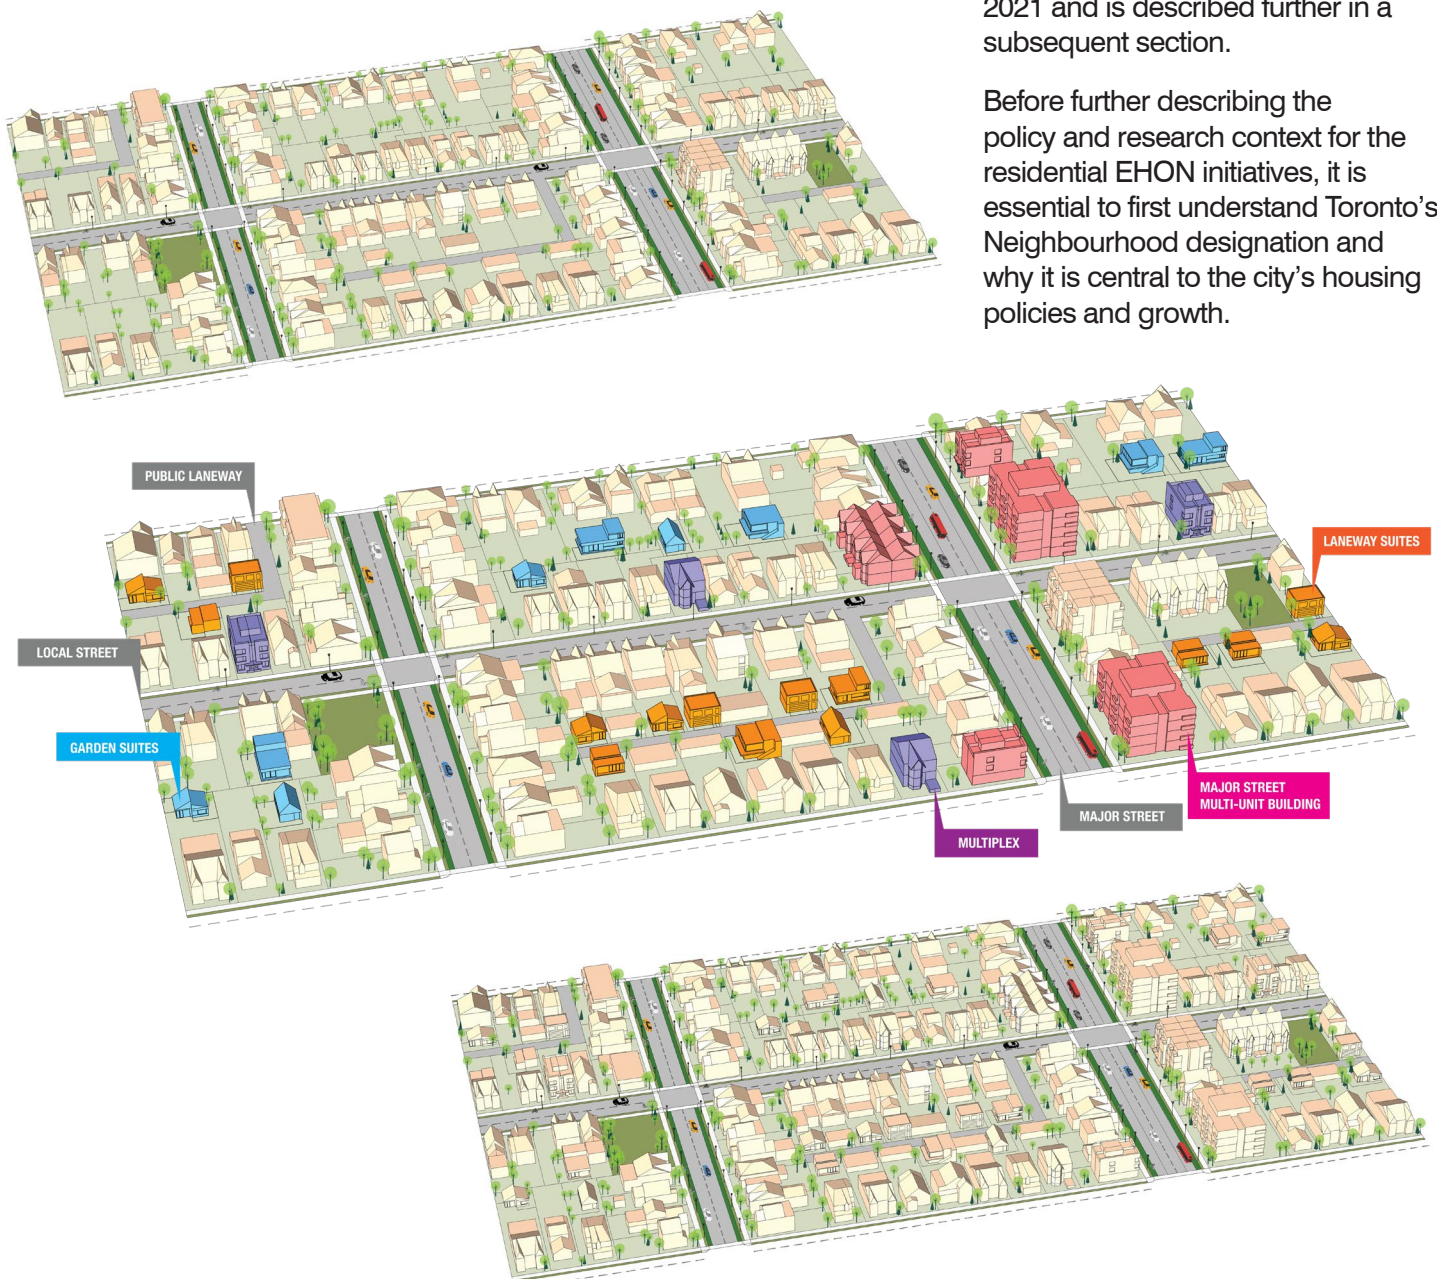 2021 and is described further in a
subsequent section.
Before further describing the
policy and research context for the
residential EHON initiatives, it is
essential to first understand Toronto's
Neighbourhood designation and
why it is central to the city's housing
policies and growth.
PUBLIC LANEWAY
LANEWAY SUITES
LOCAL STREET
GARDEN SUITES
MAJOR STREET
MULTI-UNIT BUILDING
MAJOR STREET
MULTIPLEX